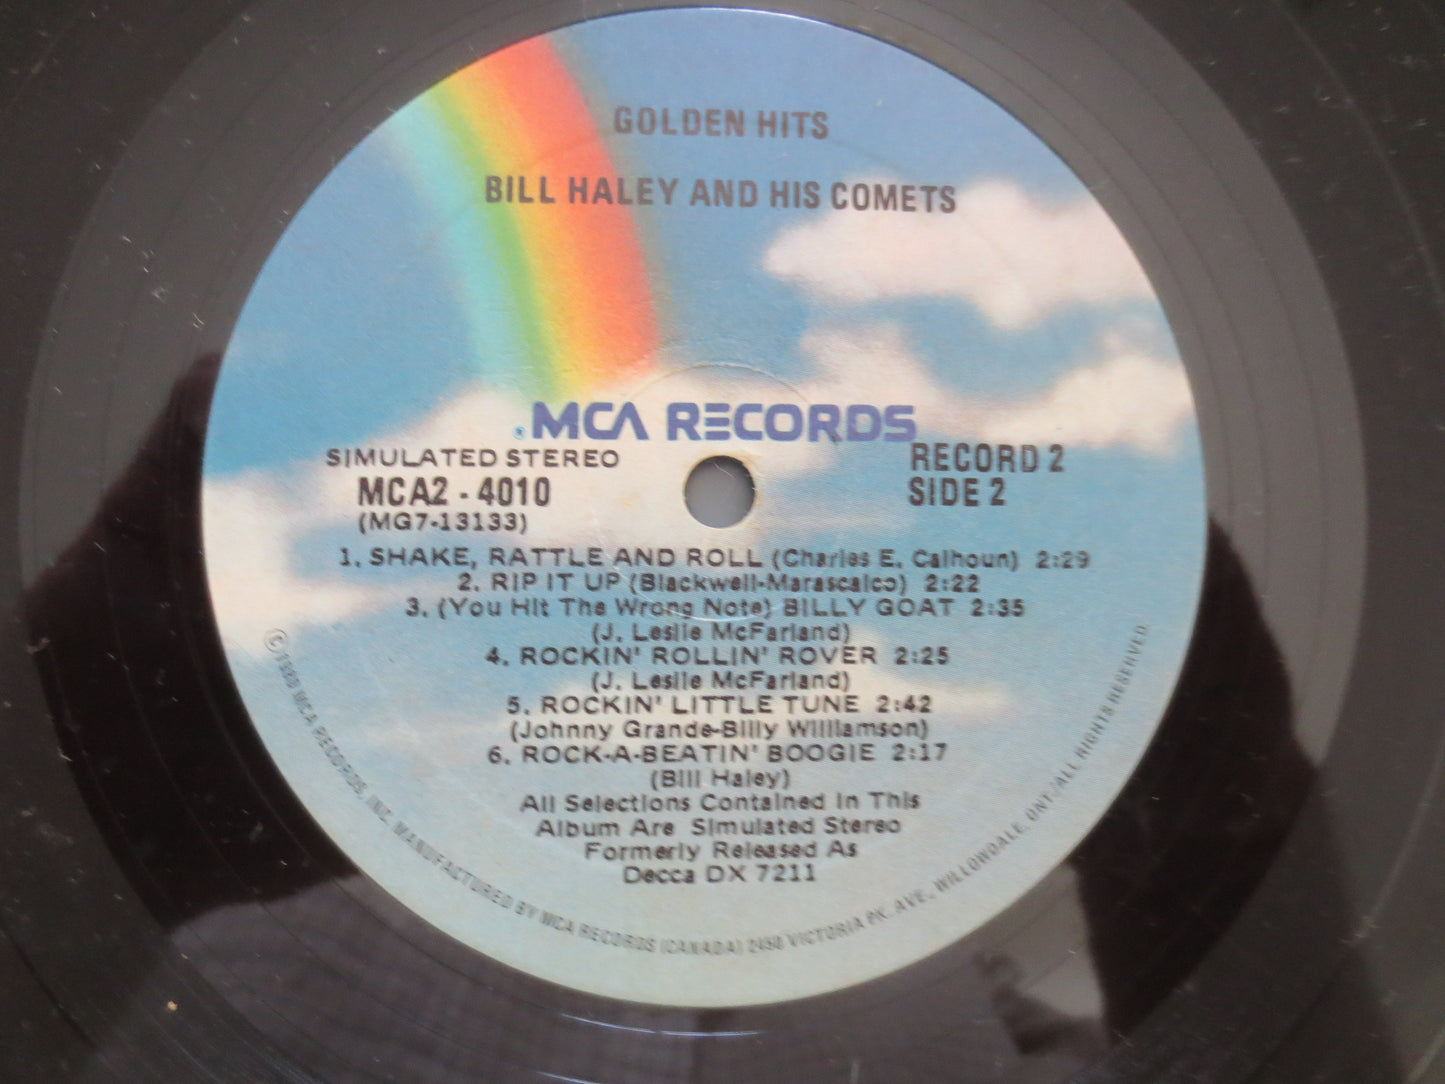 GOLDEN HITS
BILL HALEY AND HIS COMETS
® MCA RECORDS
SIMULATED STEREO
MCA2 - 4010
(MG7-13133)
RECORD 2
SIDE 2
1. SHAKE, RATTLE AND ROLL (Charles E. Calhoun) 2:29
2. RIP IT UP (Blackwell-Marascalco) 2:22
3. (You Hit The Wrong Note) BILLY GOAT 2:35
(J. Leslie McFarland)
4. ROCKIN' ROLLIN' ROVER 2:25
(J. Leslie McFarland)
5. ROCKIN' LITTLE TUNE 2:42
(Johnny Grande-Billy Williamson)
6. ROCK-A-BEATIN' BOOGIE 2:17
(Bill Haley)
All Selections Contained In This
Album Are Simulated Stereo
Formerly Released As
Decca DX 7211
© 1980 MCA RECORDS, INC. MANUFACTURED BY MCA RECORDS (CANADA) 2450 VICTORIA PK. AVE., WILLOWDALE, ONT. ALL RIGHTS RESERVED.